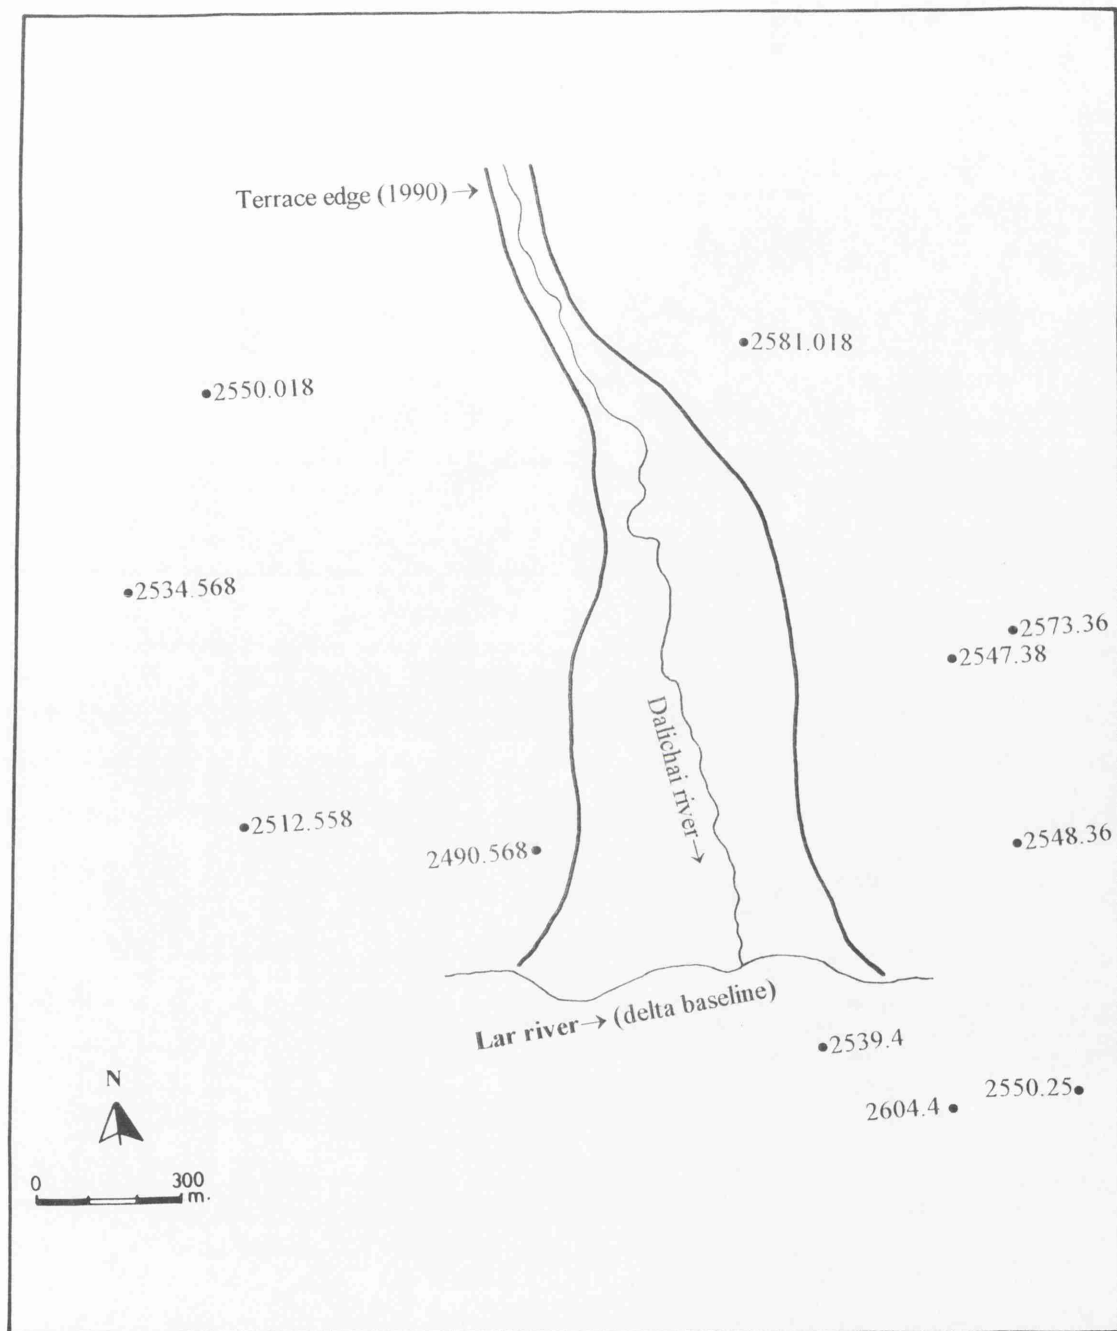 Terrace edge (1990) →
2581.018
2550.018
2534.568
2573.36
2547.38
Dalichai river →
2512.558
2490.568
2548.36
Lar river → (delta baseline)
2539.4
2550.25
2604.4
N
0 300
m.